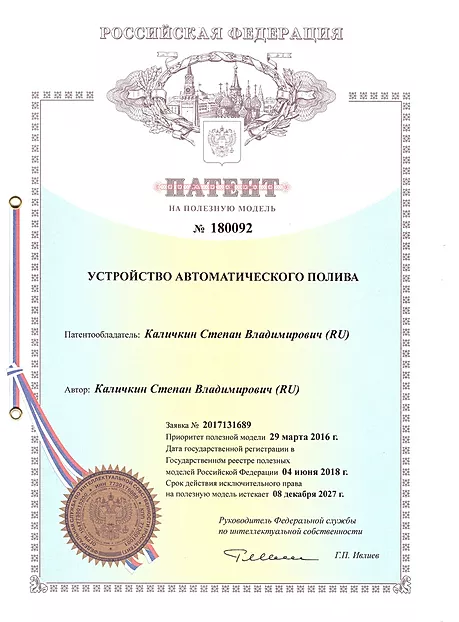 РОССИЙСКАЯ ФЕДЕРАЦИЯ
ПАТЕНТ
НА ПОЛЕЗНУЮ МОДЕЛЬ
№ 180092
УСТРОЙСТВО АВТОМАТИЧЕСКОГО ПОЛИВА
Патентообладатель: Каличкин Степан Владимирович (RU)
Автор: Каличкин Степан Владимирович (RU)
Заявка № 2017131689
Приоритет полезной модели 29 марта 2016 г.
Дата государственной регистрации в
Государственном реестре полезных
моделей Российской Федерации 04 июня 2018 г.
Срок действия исключительного права
на полезную модель истекает 08 декабря 2027 г.
Руководитель Федеральной службы
по интеллектуальной собственности
Г.П. Ивлиев